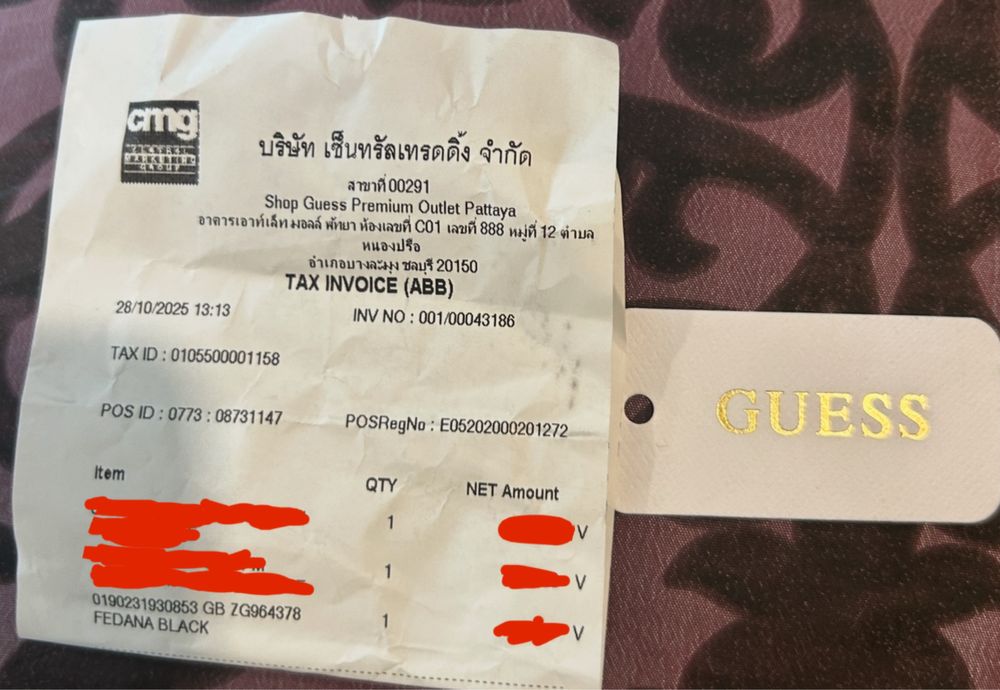 cmg
CENTRAL
MARKETING
GROUP
บริษัท เซ็นทรัลเทรดดิ้ง จำกัด
สาขาที่ 00291
Shop Guess Premium Outlet Pattaya
อาคารเอาท์เล็ท มอลล์ พัทยา ห้องเลขที่ C01 เลขที่ 888 หมู่ที่ 12 ตำบล
หนองปรือ
อำเภอบางละมุง ชลบุรี 20150
TAX INVOICE (ABB)
28/10/2025 13:13 INV NO : 001/00043186
TAX ID : 0105500001158
POS ID : 0773 : 08731147 POSRegNo : E05202000201272
Item QTY NET Amount
1 V
1 V
0190231930853 GB ZG964378
FEDANA BLACK 1 V
GUESS